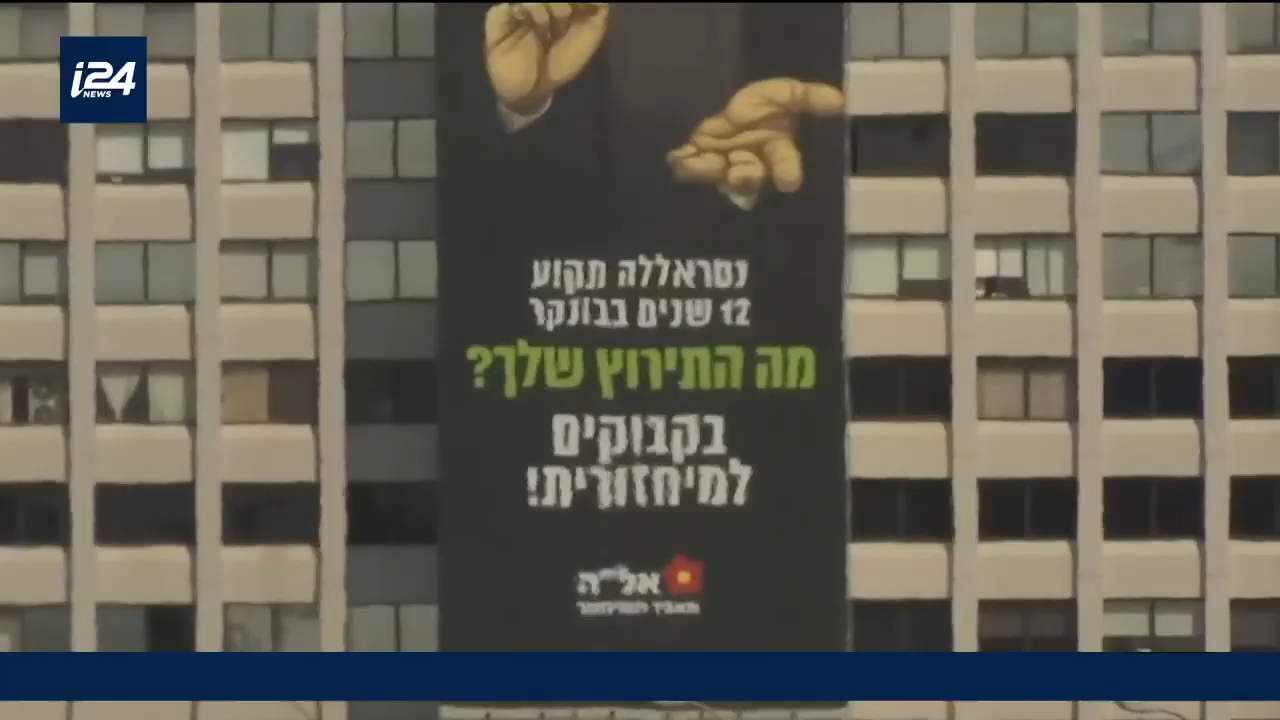 i24
NEWS
נסראללה תקוע
12 שנים בבונקר
מה התירוץ שלך?
בקבוקים
למיחזורית!
אל"ה